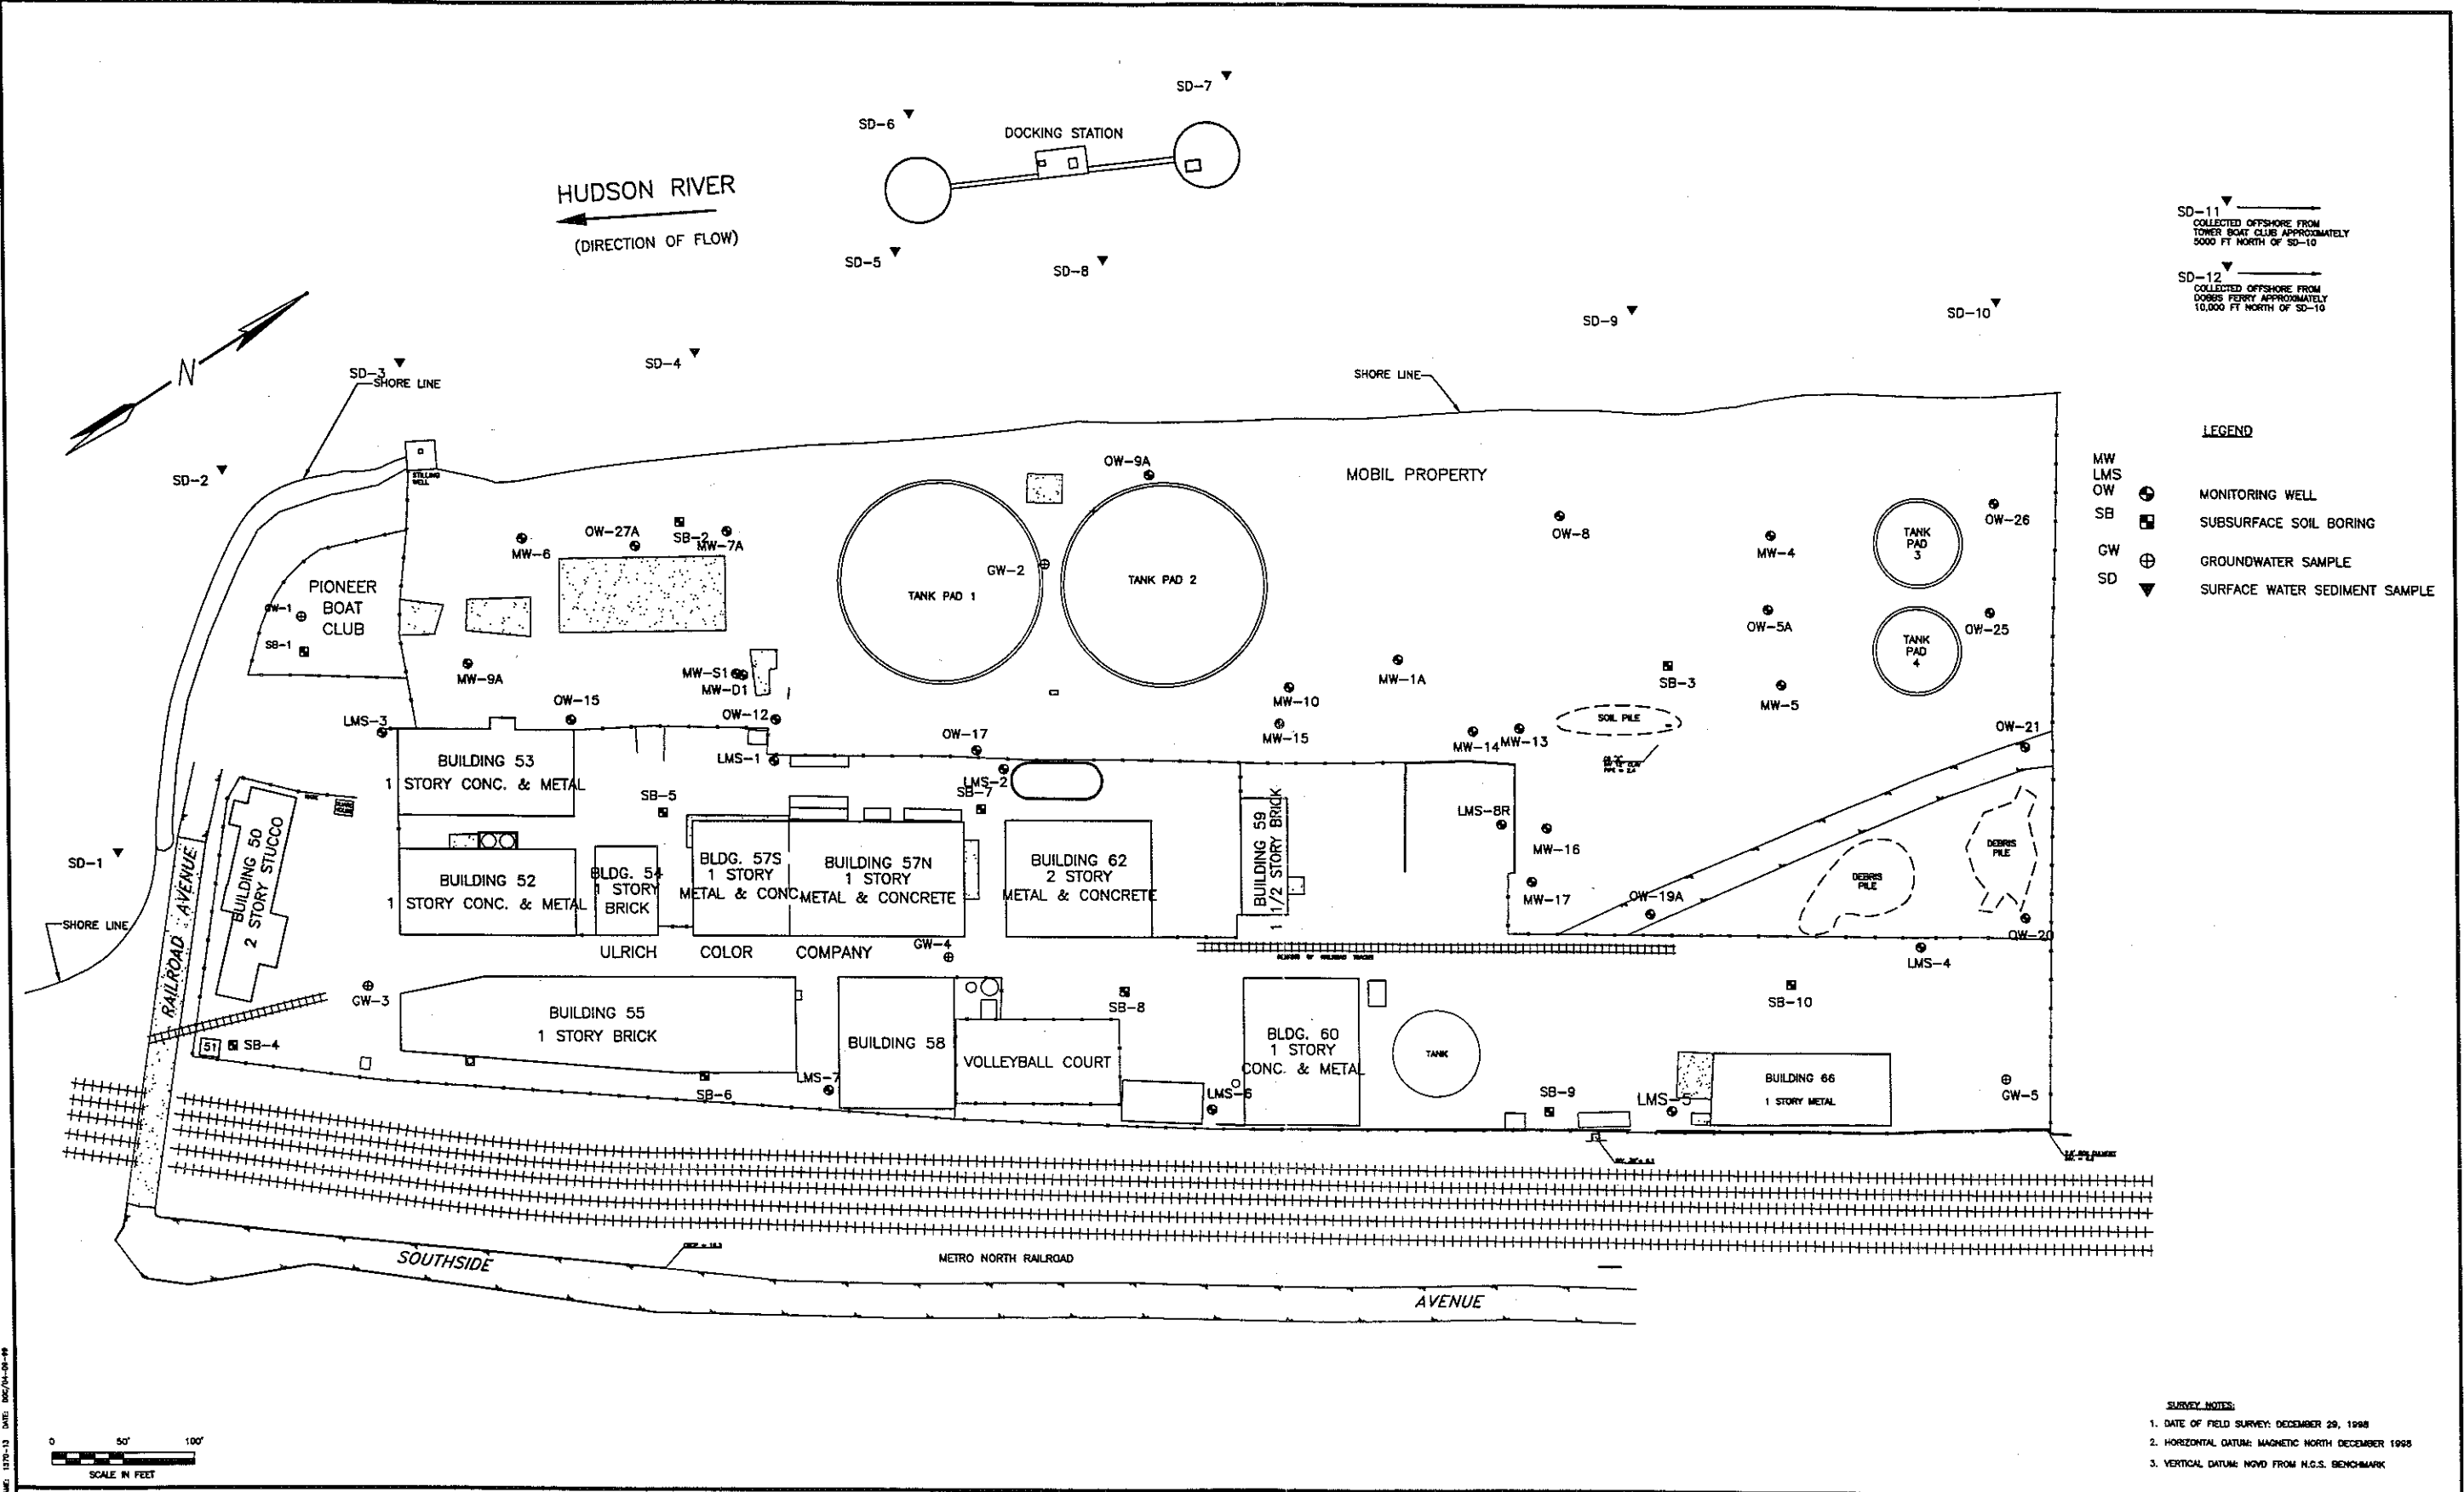 SD-7
SD-6
DOCKING STATION
HUDSON RIVER
(DIRECTION OF FLOW)
SD-5
SD-8
SD-11
COLLECTED OFFSHORE FROM
TOWER BOAT CLUB APPROXIMATELY
5000 FT NORTH OF SD-10
SD-12
COLLECTED OFFSHORE FROM
DOBBS FERRY APPROXIMATELY
10,000 FT NORTH OF SD-10
SD-9
SD-10
N
SD-3
SHORE LINE
SD-4
SHORE LINE
SD-2
STILLING
WELL
OW-9A
MOBIL PROPERTY
LEGEND
MW
LMS
OW
MONITORING WELL
SB
SUBSURFACE SOIL BORING
GW
GROUNDWATER SAMPLE
SD
SURFACE WATER SEDIMENT SAMPLE
MW-6
OW-27A
SB-2
MW-7A
OW-8
MW-4
TANK
PAD
3
OW-26
GW-2
TANK PAD 1
TANK PAD 2
PIONEER
BOAT
CLUB
GW-1
SB-1
OW-5A
TANK
PAD
4
OW-25
MW-9A
MW-S1
MW-D1
MW-1A
SB-3
MW-10
MW-5
LMS-3
OW-15
OW-12
OW-17
MW-15
MW-14
MW-13
SOIL PILE
OW-21
BUILDING 53
1 STORY CONC. & METAL
LMS-1
LMS-2
SB-5
SB-7
LMS-8R
MW-16
SD-1
BUILDING 50
2 STORY STUCCO
RAILROAD AVENUE
SHORE LINE
BUILDING 52
1 STORY CONC. & METAL
BLDG. 54
1 STORY
BRICK
BLDG. 57S
1 STORY
METAL & CONC.
BUILDING 57N
1 STORY
METAL & CONCRETE
BUILDING 62
2 STORY
METAL & CONCRETE
BUILDING 59
1 1/2 STORY BRICK
MW-17
OW-19A
DEBRIS
PILE
DEBRIS
PILE
OW-20
ULRICH COLOR COMPANY
GW-4
LMS-4
GW-3
SB-8
SB-10
BUILDING 55
1 STORY BRICK
BUILDING 58
VOLLEYBALL COURT
BLDG. 60
1 STORY
CONC. & METAL
TANK
51
SB-4
SB-6
LMS-7
LMS-6
SB-9
LMS-5
BUILDING 66
1 STORY METAL
GW-5
SOUTHSIDE
METRO NORTH RAILROAD
AVENUE
0 50' 100'
SCALE IN FEET
SURVEY NOTES:
1. DATE OF FIELD SURVEY: DECEMBER 29, 1998
2. HORIZONTAL DATUM: MAGNETIC NORTH DECEMBER 1998
3. VERTICAL DATUM: NGVD FROM N.G.S. BENCHMARK